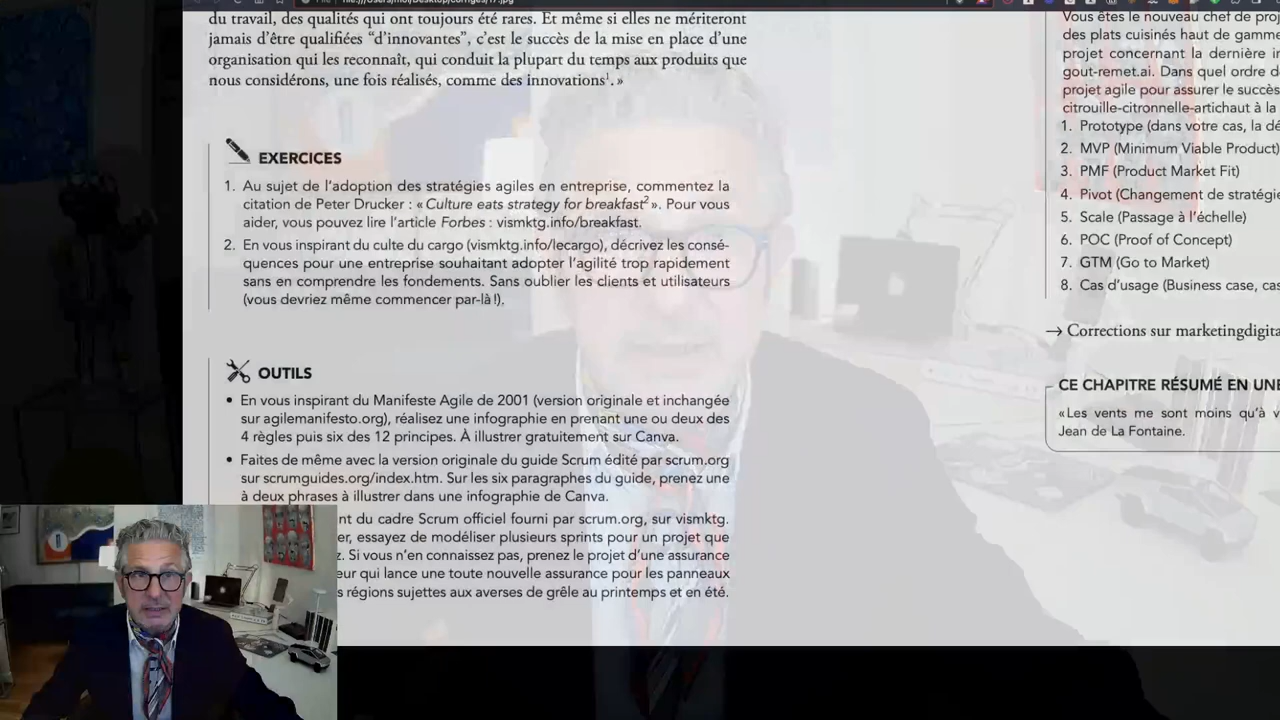 du travail, des qualités qui ont toujours été rares. Et même si elles ne mériteront
jamais d'être qualifiées “d'innovantes”, c'est le succès de la mise en place d'une
organisation qui les reconnaît, qui conduit la plupart du temps aux produits que
nous considérons, une fois réalisés, comme des innovations1. »
EXERCICES
1. Au sujet de l'adoption des stratégies agiles en entreprise, commentez la
citation de Peter Drucker : « Culture eats strategy for breakfast2 ». Pour vous
aider, vous pouvez lire l'article Forbes : vismktg.info/breakfast.
2. En vous inspirant du culte du cargo (vismktg.info/lecargo), décrivez les consé-
quences pour une entreprise souhaitant adopter l'agilité trop rapidement
sans en comprendre les fondements. Sans oublier les clients et utilisateurs
(vous devriez même commencer par-là !).
OUTILS
• En vous inspirant du Manifeste Agile de 2001 (version originale et inchangée
sur agilemanifesto.org), réalisez une infographie en prenant une ou deux des
4 règles puis six des 12 principes. À illustrer gratuitement sur Canva.
• Faites de même avec la version originale du guide Scrum édité par scrum.org
sur scrumguides.org/index.htm. Sur les six paragraphes du guide, prenez une
à deux phrases à illustrer dans une infographie de Canva.
nt du cadre Scrum officiel fourni par scrum.org, sur vismktg.
er, essayez de modéliser plusieurs sprints pour un projet que
z. Si vous n'en connaissez pas, prenez le projet d'une assurance
eur qui lance une toute nouvelle assurance pour les panneaux
s régions sujettes aux averses de grêle au printemps et en été.
Vous êtes le nouveau chef de pro
des plats cuisinés haut de gamme
projet concernant la dernière in
gout-remet.ai. Dans quel ordre d
projet agile pour assurer le succès
citrouille-citronnelle-artichaut à la
1. Prototype (dans votre cas, la dé
2. MVP (Minimum Viable Product)
3. PMF (Product Market Fit)
4. Pivot (Changement de stratégie
5. Scale (Passage à l'échelle)
6. POC (Proof of Concept)
7. GTM (Go to Market)
8. Cas d'usage (Business case, cas
→ Corrections sur marketingdigita
CE CHAPITRE RÉSUMÉ EN UNE
« Les vents me sont moins qu'à v
Jean de La Fontaine.